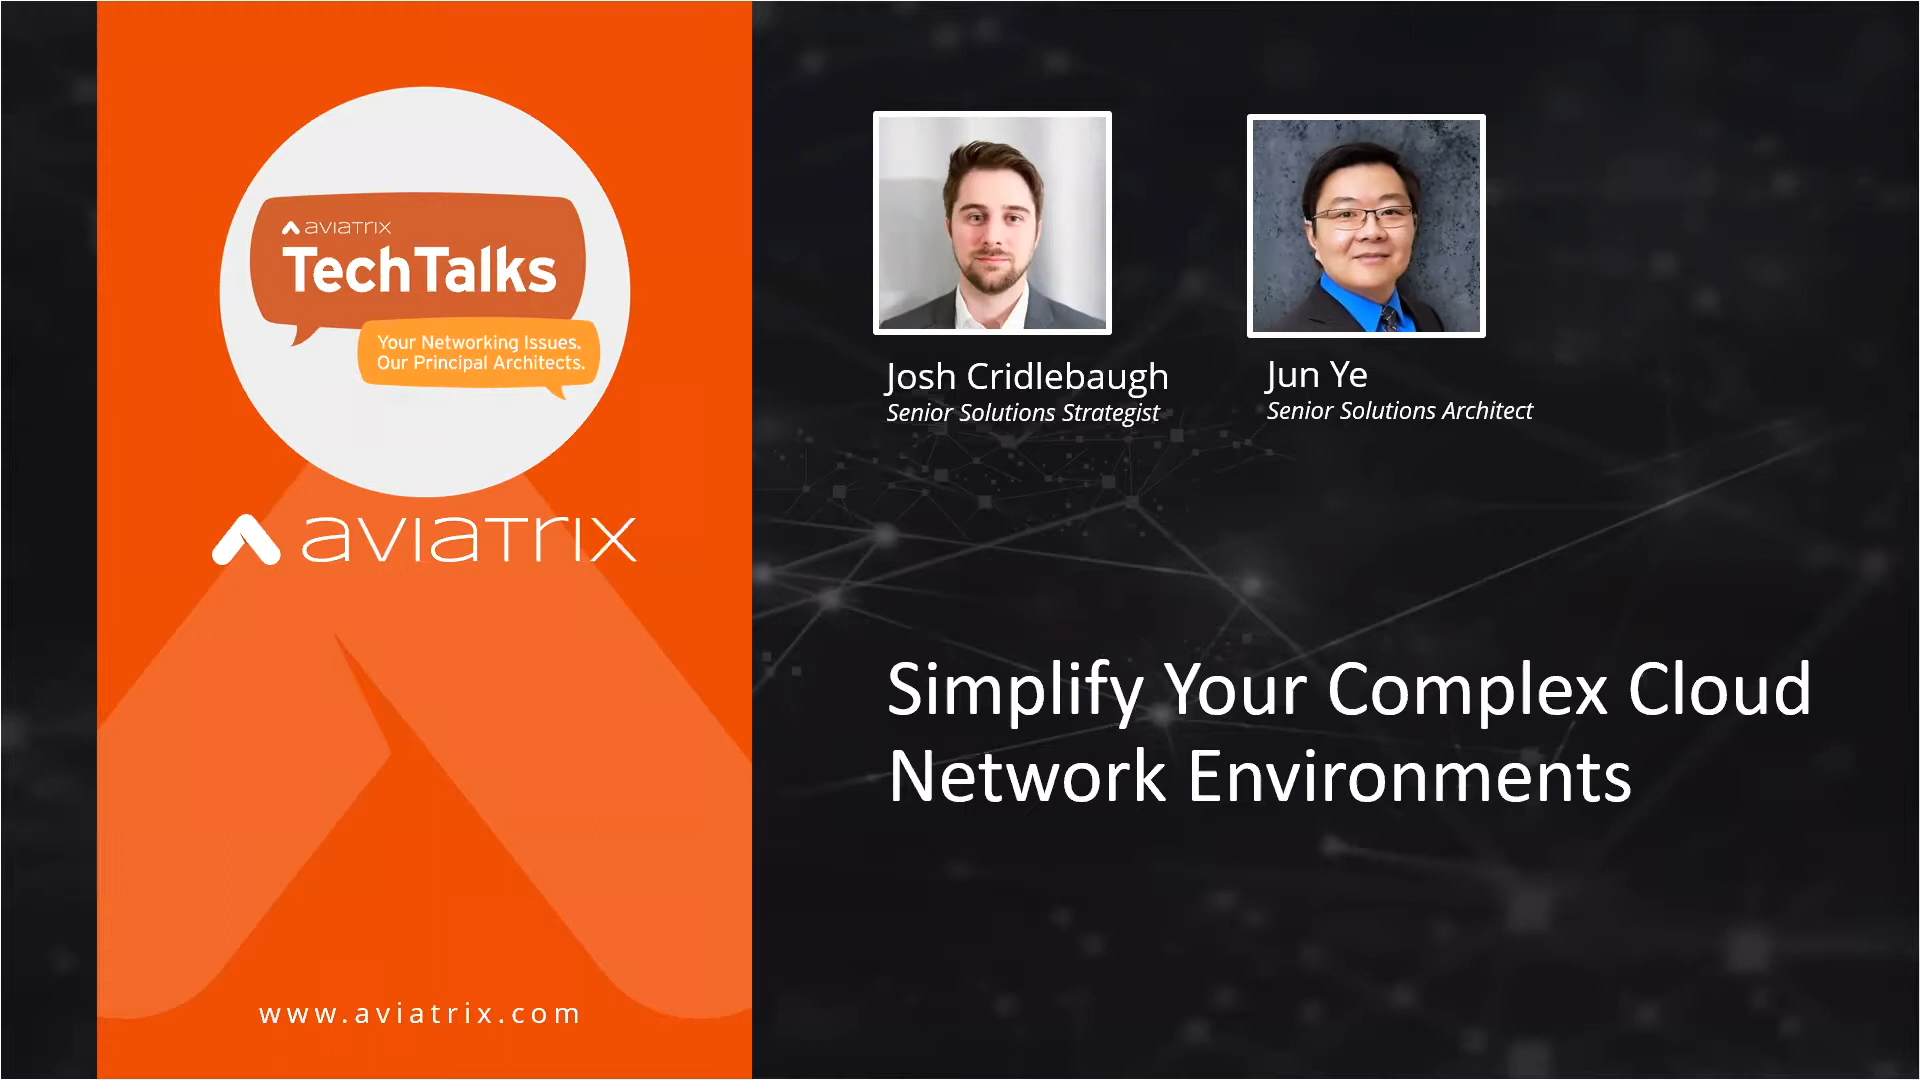 aviatrix
TechTalks
Your Networking Issues.
Our Principal Architects.
aviatrix
www.aviatrix.com
Josh Cridlebaugh
Senior Solutions Strategist
Jun Ye
Senior Solutions Architect
Simplify Your Complex Cloud
Network Environments